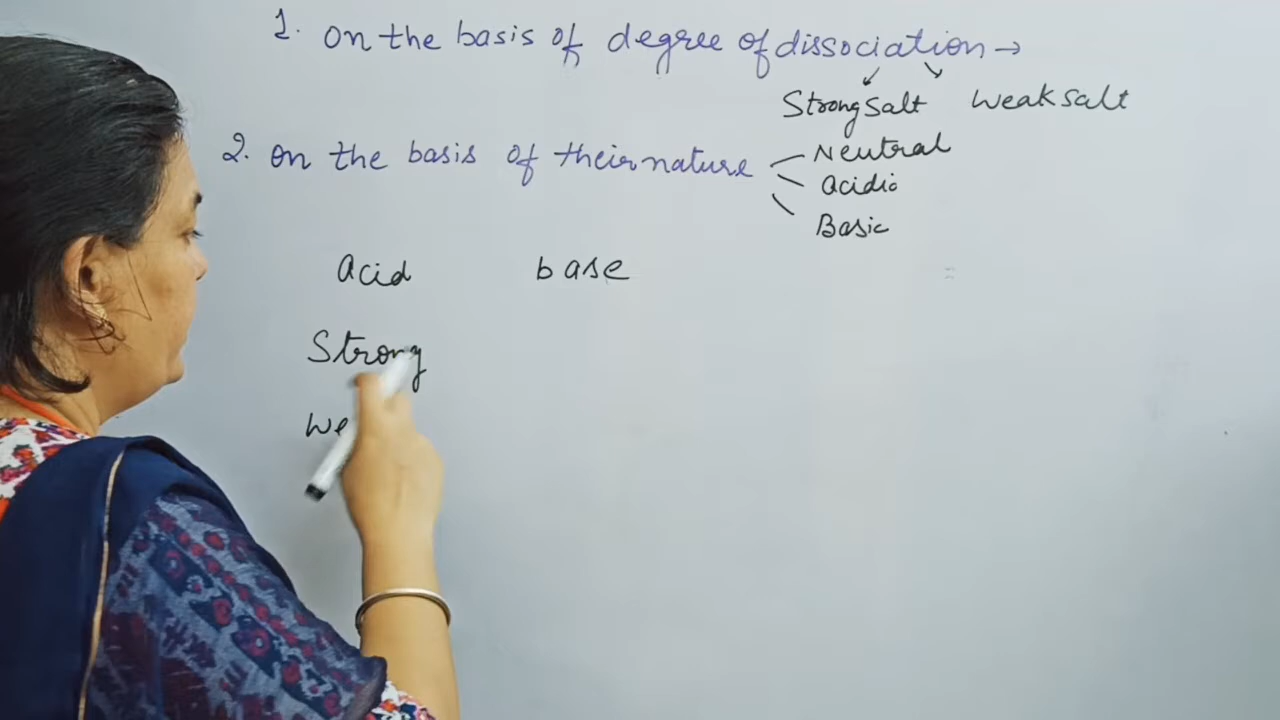 1. On the basis of degree of dissociation →
Strong Salt Weak Salt
2. On the basis of their nature Neutral
Acidic
Basic
Acid base
Strong